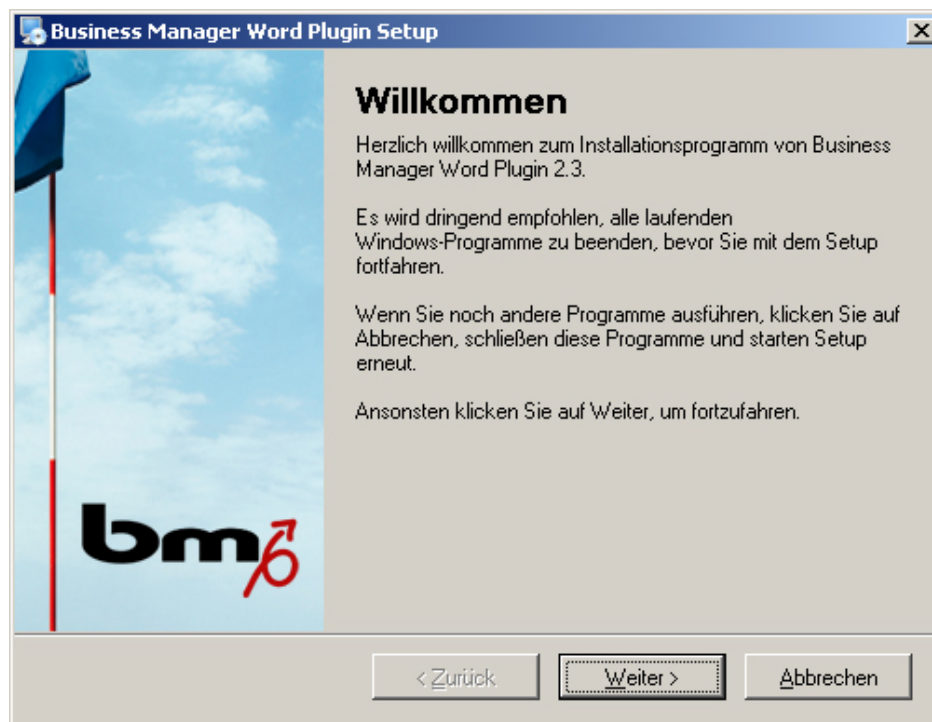 Business Manager Word Plugin Setup
Willkommen
Herzlich willkommen zum Installationsprogramm von Business
Manager Word Plugin 2.3.
Es wird dringend empfohlen, alle laufenden
Windows-Programme zu beenden, bevor Sie mit dem Setup
fortfahren.
Wenn Sie noch andere Programme ausführen, klicken Sie auf
Abbrechen, schließen diese Programme und starten Setup
erneut.
Ansonsten klicken Sie auf Weiter, um fortzufahren.
bm6
< Zurück
Weiter >
Abbrechen